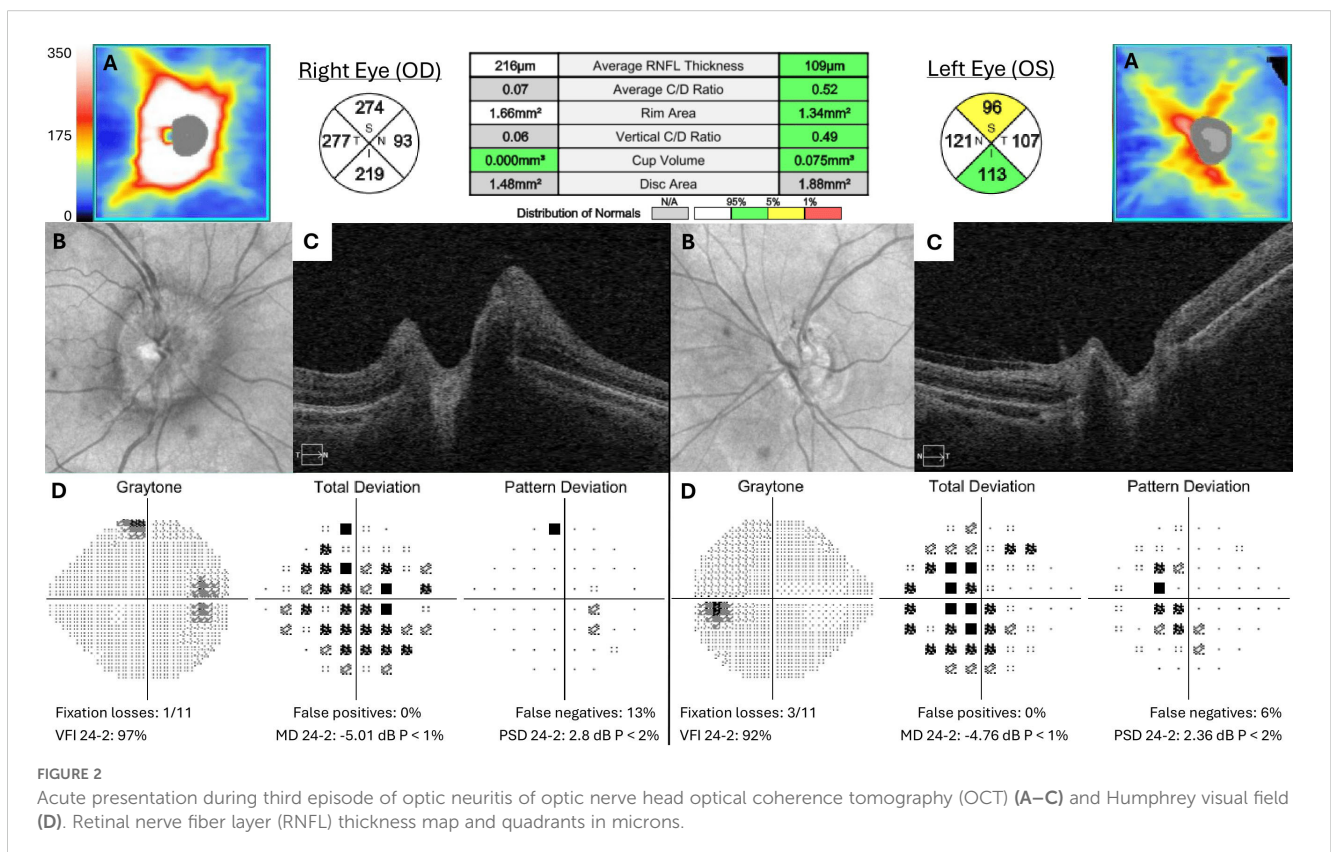 350
175
0
A
Right Eye (OD)
274
S
277 T N 93
I
219
216µm Average RNFL Thickness 109µm
0.07 Average C/D Ratio 0.52
1.66mm² Rim Area 1.34mm²
0.06 Vertical C/D Ratio 0.49
0.000mm³ Cup Volume 0.075mm³
1.48mm² Disc Area 1.88mm²
Distribution of Normals N/A 95% 5% 1%
Left Eye (OS)
96
S
121 N T 107
I
113
A
B
C
T N
B
C
N T
D
Graytone Total Deviation Pattern Deviation
Fixation losses: 1/11 False positives: 0% False negatives: 13%
VFI 24-2: 97% MD 24-2: -5.01 dB P < 1% PSD 24-2: 2.8 dB P < 2%
D
Graytone Total Deviation Pattern Deviation
Fixation losses: 3/11 False positives: 0% False negatives: 6%
VFI 24-2: 92% MD 24-2: -4.76 dB P < 1% PSD 24-2: 2.36 dB P < 2%
FIGURE 2
Acute presentation during third episode of optic neuritis of optic nerve head optical coherence tomography (OCT) (A–C) and Humphrey visual field
(D). Retinal nerve fiber layer (RNFL) thickness map and quadrants in microns.